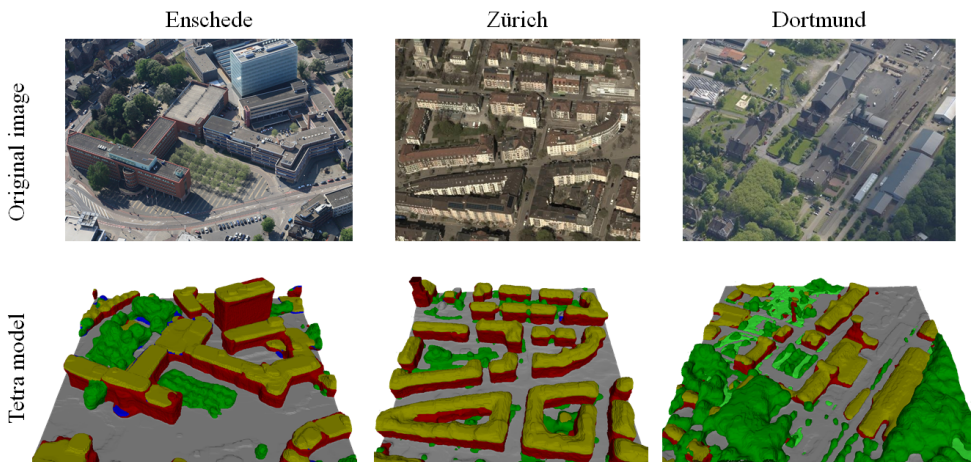 Enschede
Zürich
Dortmund
Original image
Tetra model